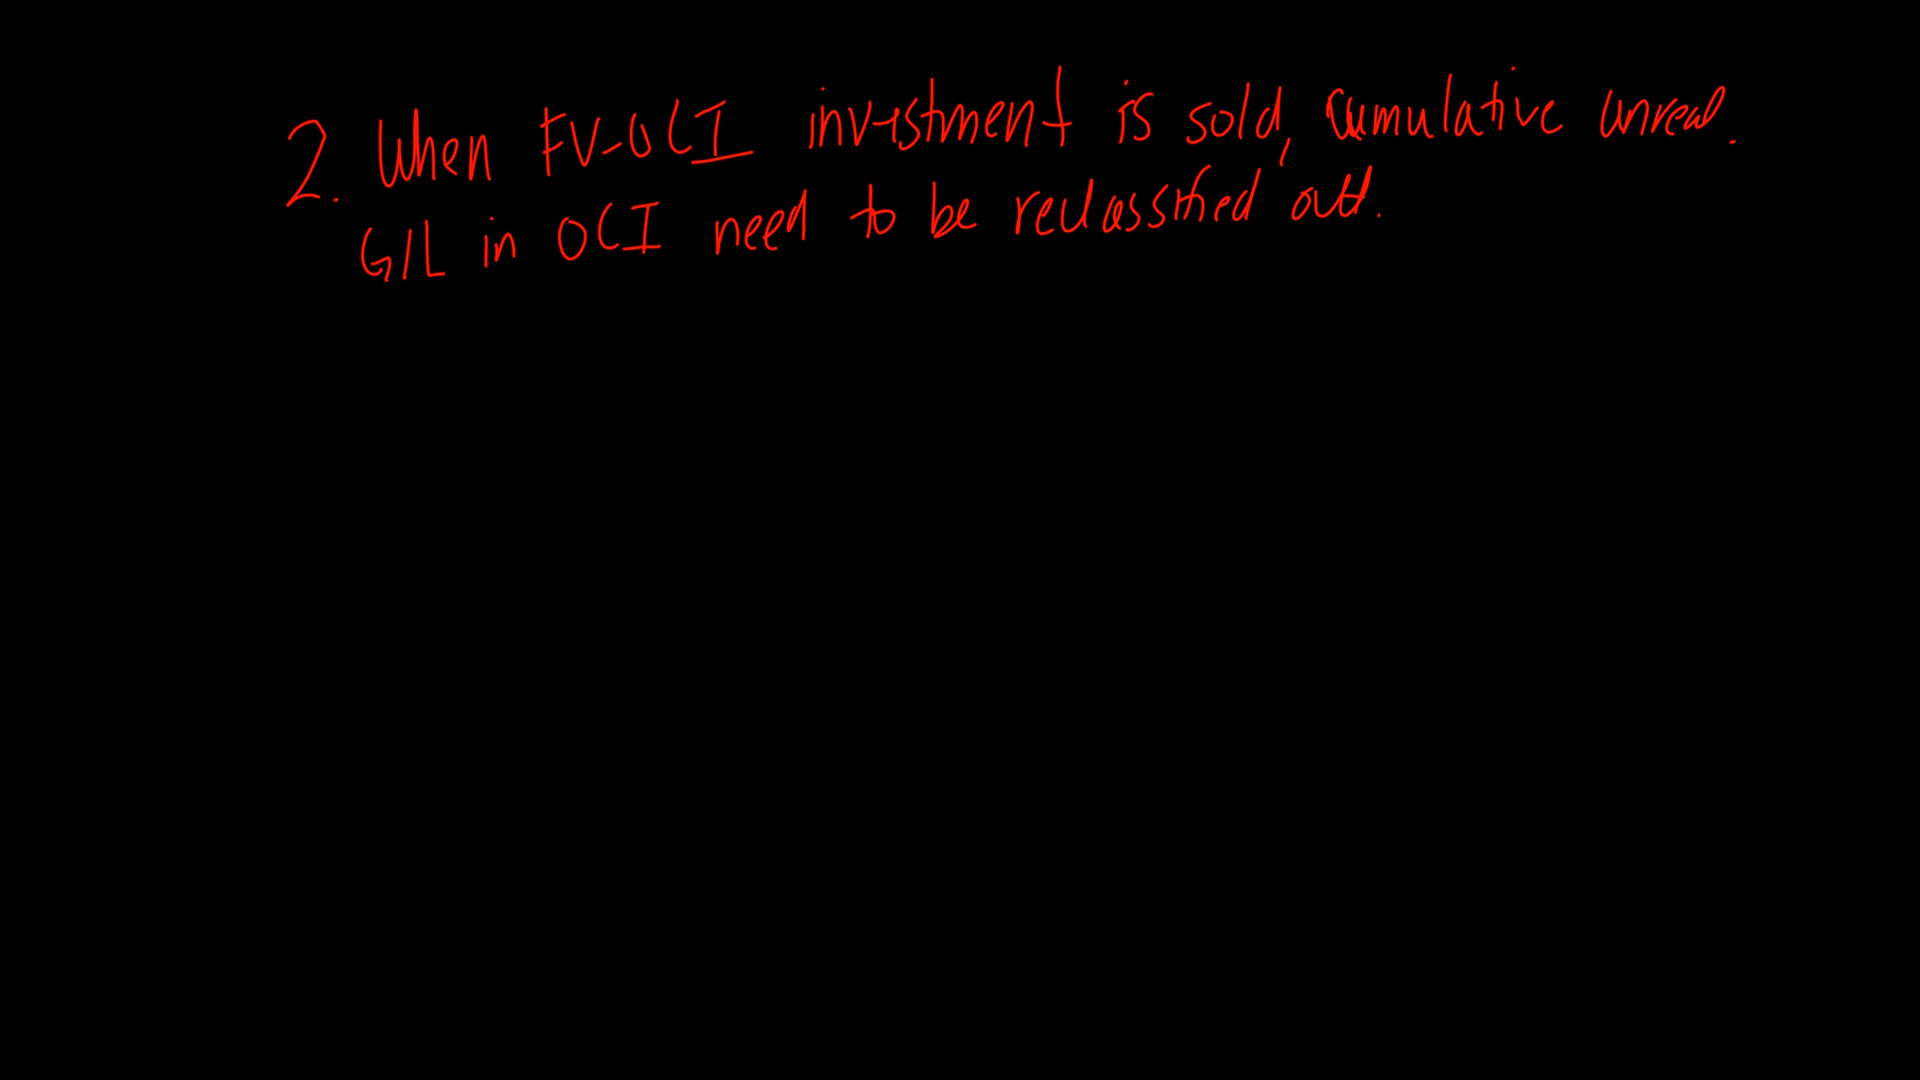 2. When FV-OCI investment is sold, cumulative unreal.
G/L in OCI need to be reclassified out.